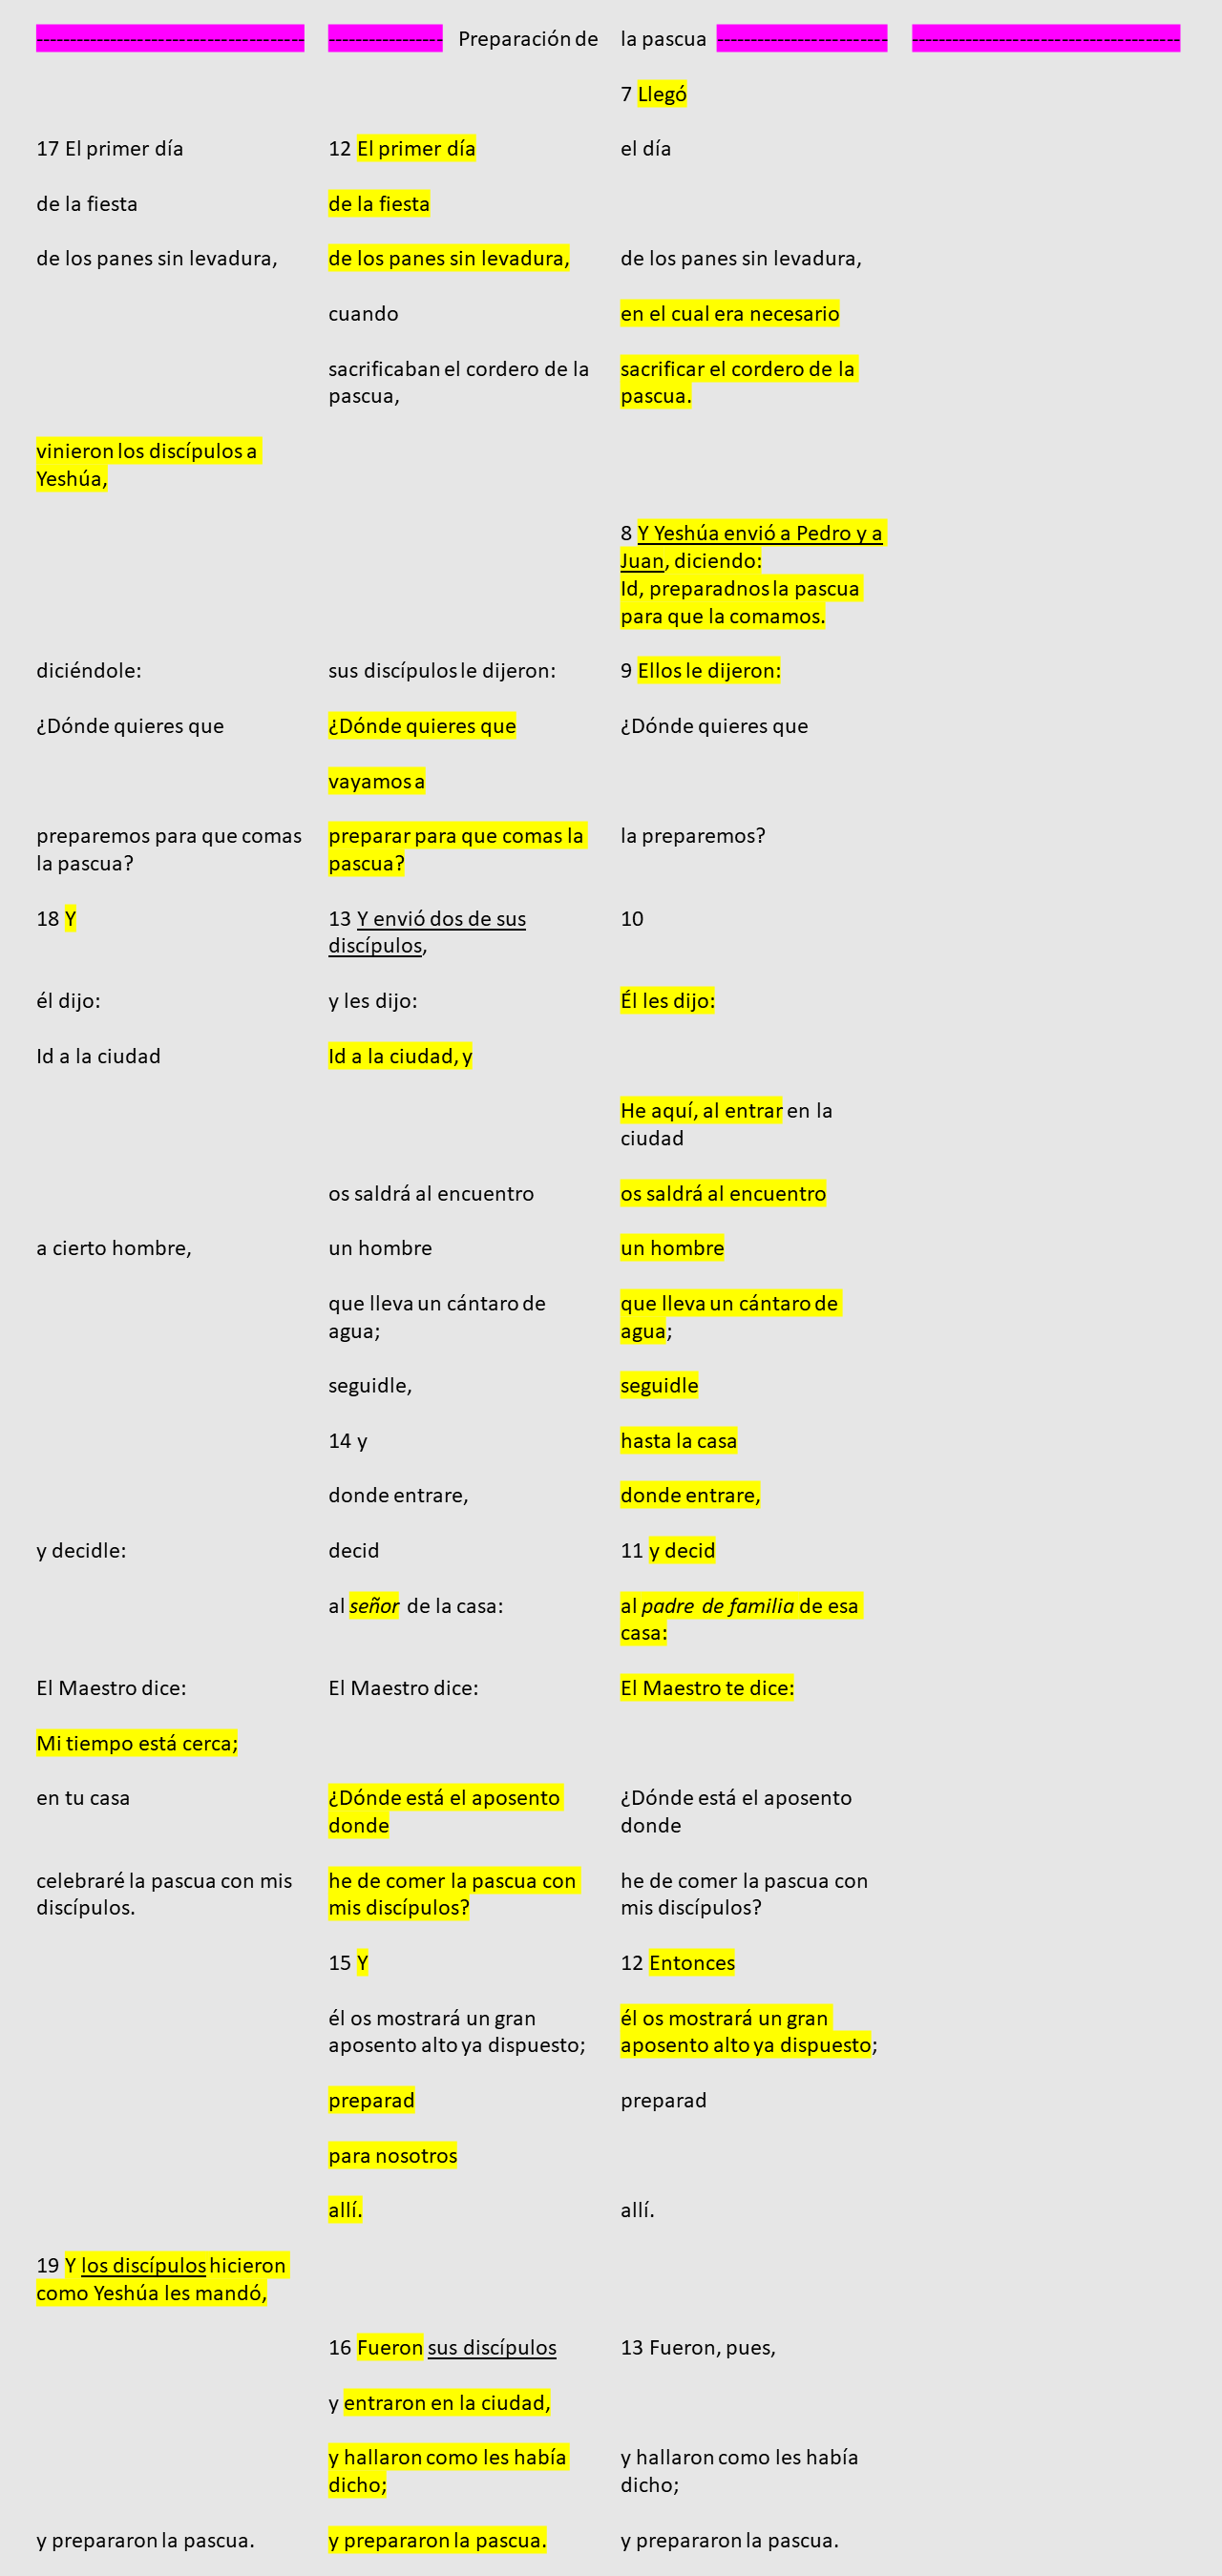 Preparación de la pascua
7 Llegó
17 El primer día 12 El primer día el día
de la fiesta de la fiesta
de los panes sin levadura, de los panes sin levadura, de los panes sin levadura,
cuando en el cual era necesario
sacrificaban el cordero de la sacrificar el cordero de la
pascua, pascua.
vinieron los discípulos a
Yeshúa,
8 Y Yeshúa envió a Pedro y a
Juan, diciendo:
Id, preparadnos la pascua
para que la comamos.
diciéndole: sus discípulos le dijeron: 9 Ellos le dijeron:
¿Dónde quieres que ¿Dónde quieres que ¿Dónde quieres que
vayamos a
preparemos para que comas preparar para que comas la la preparemos?
la pascua? pascua?
18 Y 13 Y envió dos de sus 10
discípulos,
él dijo: y les dijo: Él les dijo:
Id a la ciudad Id a la ciudad, y
He aquí, al entrar en la
ciudad
os saldrá al encuentro os saldrá al encuentro
a cierto hombre, un hombre un hombre
que lleva un cántaro de que lleva un cántaro de
agua; agua;
seguidle, seguidle
14 y hasta la casa
donde entrare, donde entrare,
y decidle: decid 11 y decid
al señor de la casa: al padre de familia de esa
casa:
El Maestro dice: El Maestro dice: El Maestro te dice:
Mi tiempo está cerca;
en tu casa ¿Dónde está el aposento ¿Dónde está el aposento
donde donde
celebraré la pascua con mis he de comer la pascua con he de comer la pascua con
discípulos. mis discípulos? mis discípulos?
15 Y 12 Entonces
él os mostrará un gran él os mostrará un gran
aposento alto ya dispuesto; aposento alto ya dispuesto;
preparad preparad
para nosotros
allí. allí.
19 Y los discípulos hicieron
como Yeshúa les mandó,
16 Fueron sus discípulos 13 Fueron, pues,
y entraron en la ciudad,
y hallaron como les había y hallaron como les había
dicho; dicho;
y prepararon la pascua. y prepararon la pascua. y prepararon la pascua.